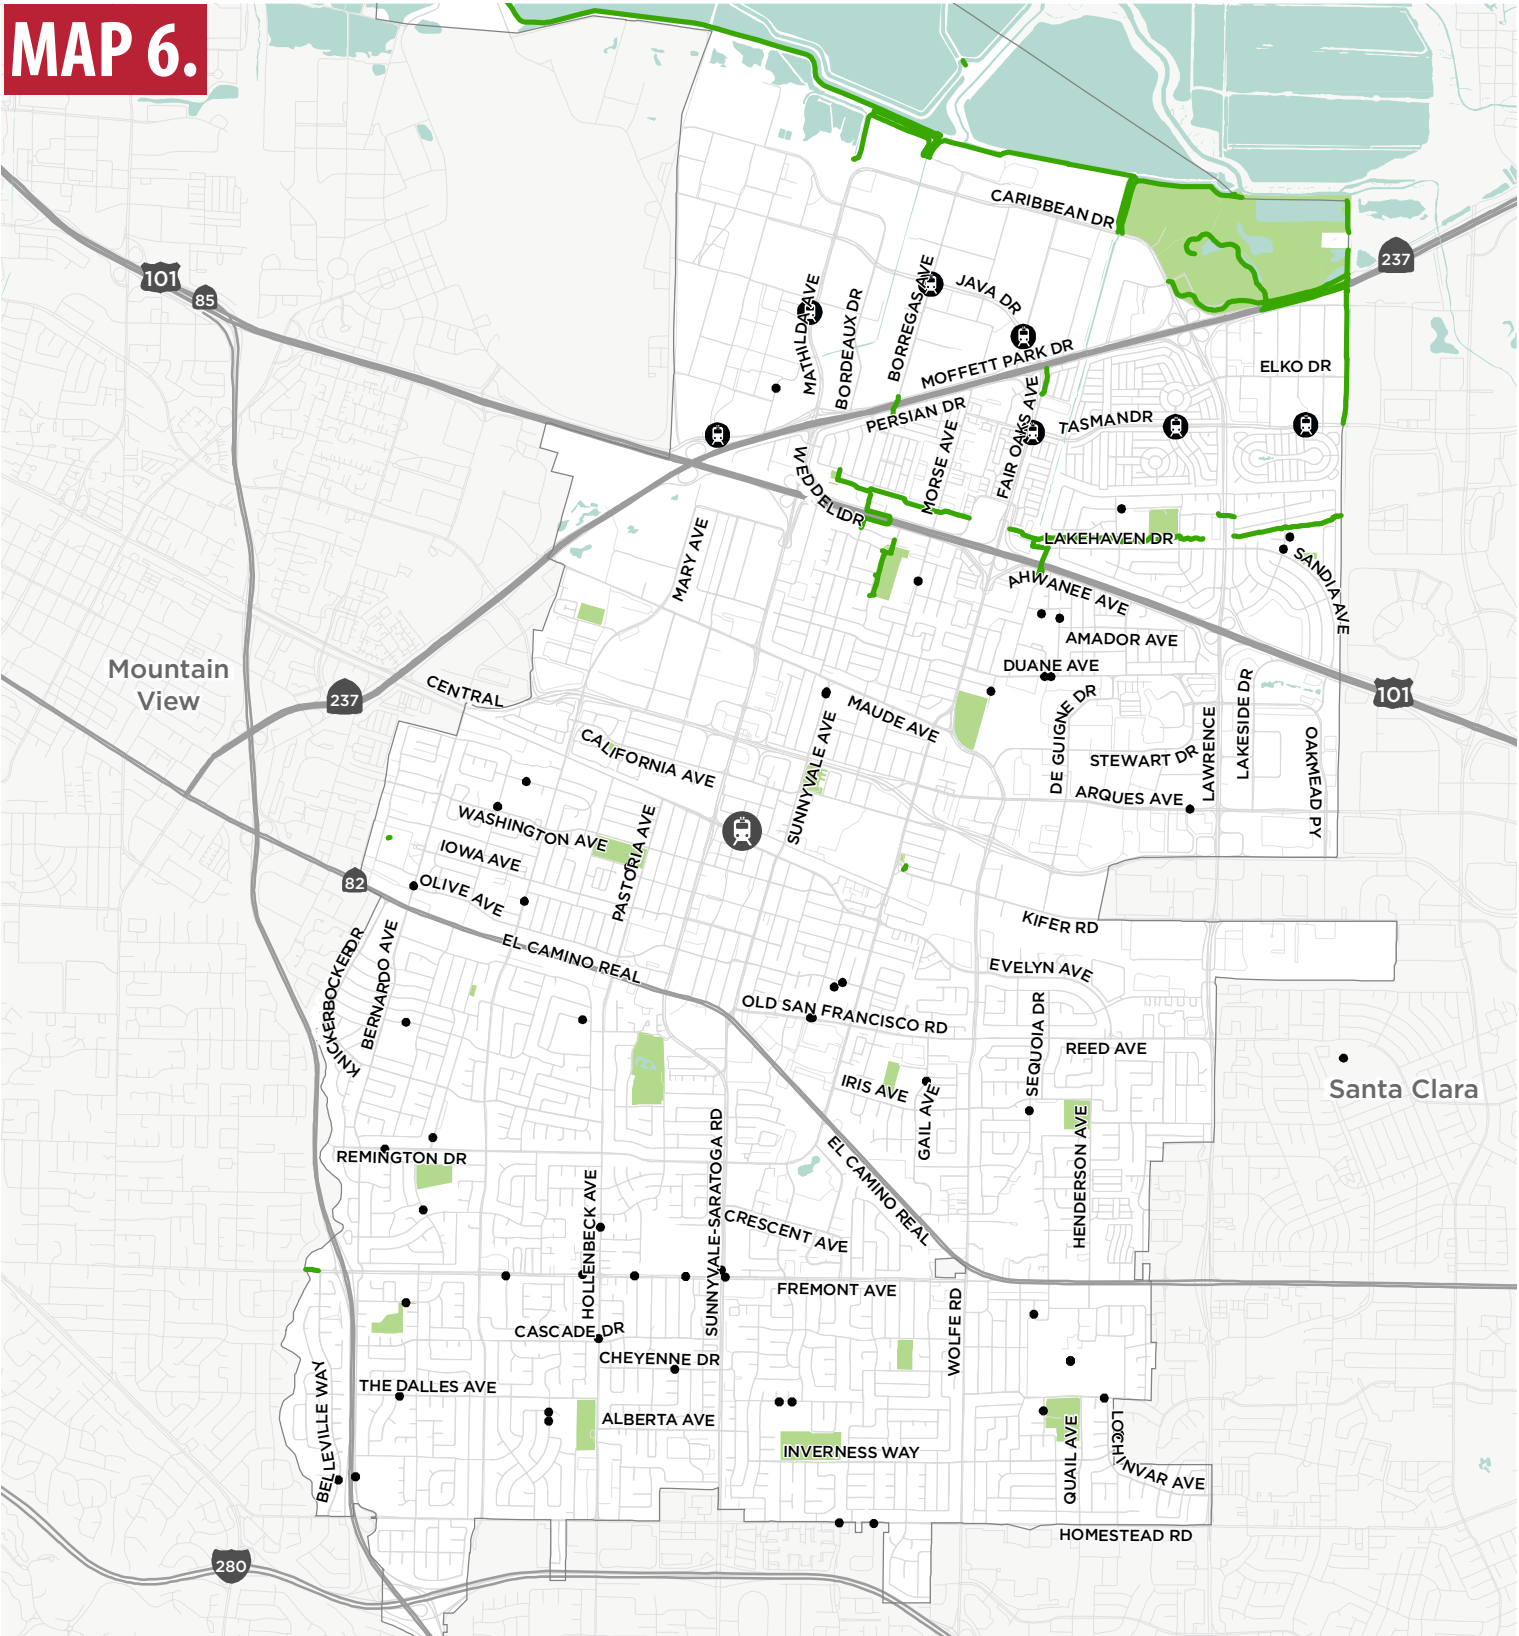 MAP 6.
CARIBBEAN DR
237
101
85
MATHILDA AVE
BORDEAUX DR
BORREGAS AVE
JAVA DR
MOFFETT PARK DR
ELKO DR
PERSIAN DR
MORSE AVE
FAIR OAKS AVE
TASMAN DR
WEDDELL DR
MARY AVE
LAKEHAVEN DR
SANDIA AVE
AHWANEE AVE
AMADOR AVE
DUANE AVE
Mountain
View
237
CENTRAL
101
MAUDE AVE
DE GUIGNE DR
CALIFORNIA AVE
SUNNYVALE AVE
STEWART DR
LAWRENCE
LAKESIDE DR
OAKMEAD PY
ARQUES AVE
WASHINGTON AVE
IOWA AVE
PASTORIA AVE
82
OLIVE AVE
KIFER RD
EL CAMINO REAL
KNICKERBOCKER DR
BERNARDO AVE
EVELYN AVE
OLD SAN FRANCISCO RD
SEQUOIA DR
REED AVE
IRIS AVE
GAIL AVE
Santa Clara
HENDERSON AVE
REMINGTON DR
EL CAMINO REAL
HOLLENBECK AVE
SUNNYVALE-SARATOGA RD
CRESCENT AVE
FREMONT AVE
WOLFE RD
CASCADE DR
CHEYENNE DR
THE DALLES AVE
BELLEVILLE WAY
ALBERTA AVE
INVERNESS WAY
QUAIL AVE
LOCHINVAR AVE
HOMESTEAD RD
280